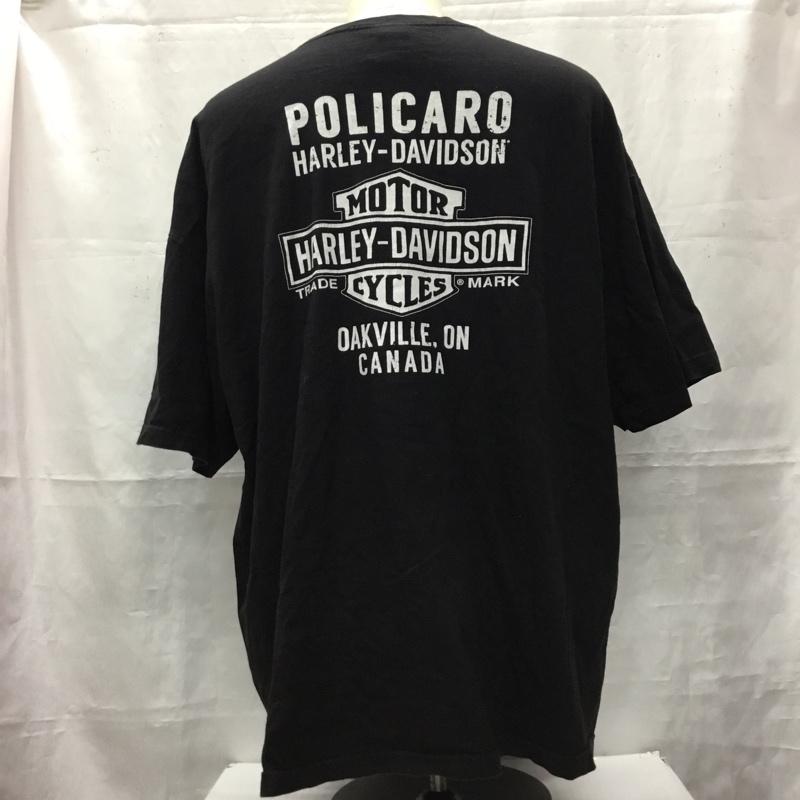 POLICARO
HARLEY-DAVIDSON
MOTOR
HARLEY-DAVIDSON
TRADE CYCLES ® MARK
OAKVILLE, ON
CANADA